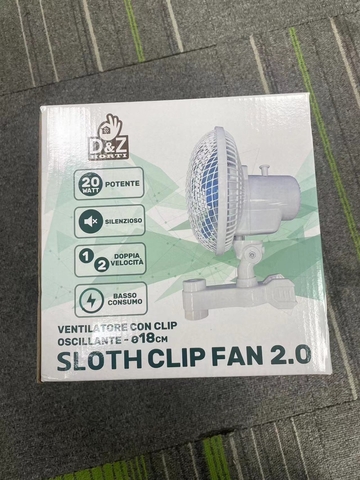 D&Z
HORTI
20
WATT
POTENTE
SILENZIOSO
1
2
DOPPIA
VELOCITÀ
BASSO
CONSUMO
VENTILATORE CON CLIP
OSCILLANTE - ø18CM
SLOTH CLIP FAN 2.0